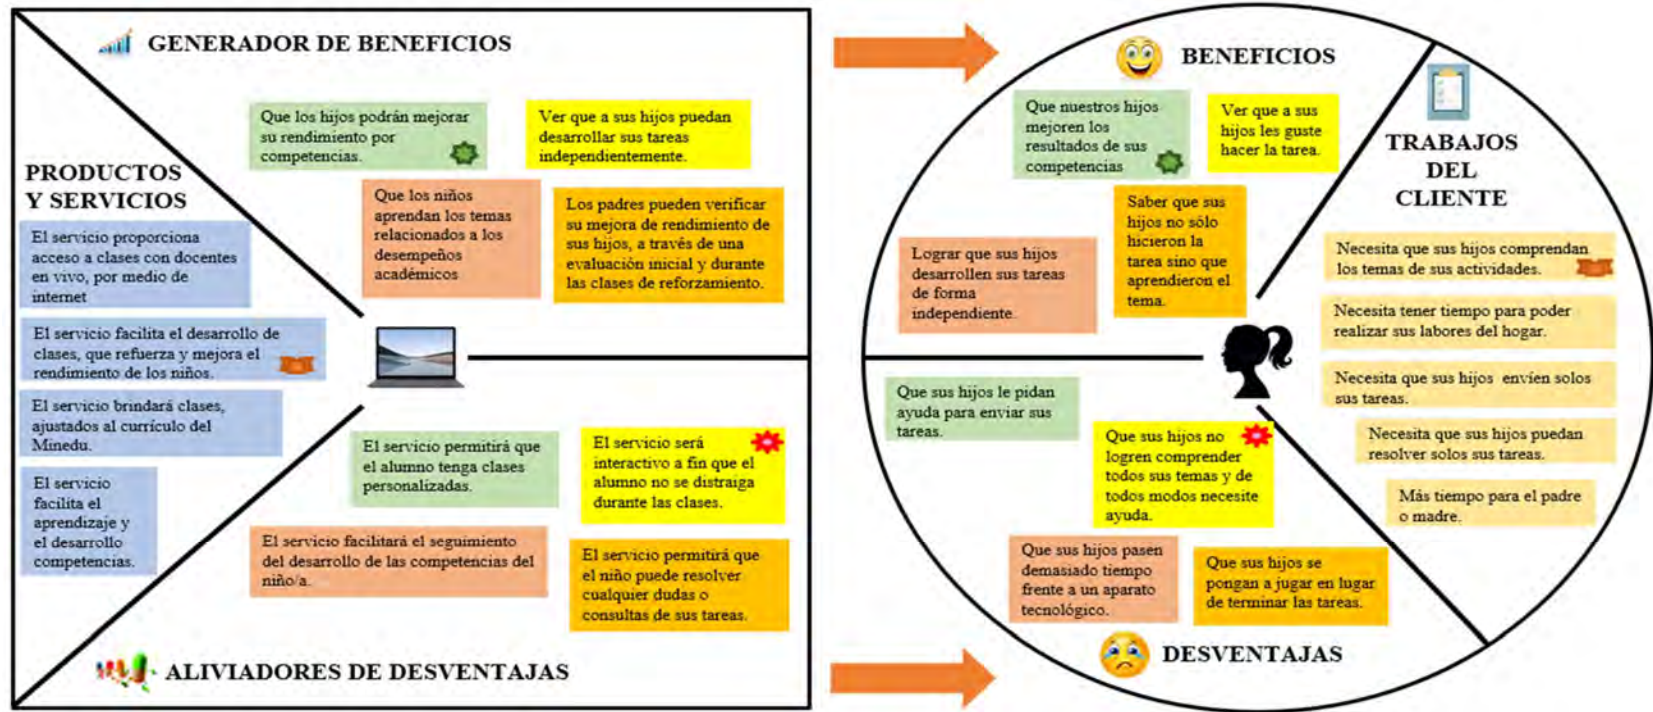 GENERADOR DE BENEFICIOS
Que los hijos podrán mejorar
su rendimiento por
competencias.
Ver que a sus hijos puedan
desarrollar sus tareas
independientemente.
Que los niños
aprendan los temas
relacionados a los
desempeños
académicos
Los padres pueden verificar
su mejora de rendimiento de
sus hijos, a través de una
evaluación inicial y durante
las clases de reforzamiento.
PRODUCTOS
Y SERVICIOS
El servicio proporciona
acceso a clases con docentes
en vivo, por medio de
internet
El servicio facilita el desarrollo de
clases, que refuerza y mejora el
rendimiento de los niños.
El servicio brindará clases,
ajustados al currículo del
Minedu.
El servicio
facilita el
aprendizaje y
el desarrollo
competencias.
El servicio permitirá que
el alumno tenga clases
personalizadas.
El servicio será
interactivo a fin que el
alumno no se distraiga
durante las clases.
El servicio facilitará el seguimiento
del desarrollo de las competencias del
niño/a.
El servicio permitirá que
el niño puede resolver
cualquier dudas o
consultas de sus tareas.
ALIVIADORES DE DESVENTAJAS
BENEFICIOS
Que nuestros hijos
mejoren los
resultados de sus
competencias
Ver que a sus
hijos les guste
hacer la tarea.
Lograr que sus hijos
desarrollen sus tareas
de forma
independiente.
Saber que sus
hijos no sólo
hicieron la
tarea sino que
aprendieron el
tema.
TRABAJOS
DEL
CLIENTE
Necesita que sus hijos comprendan
los temas de sus actividades.
Necesita tener tiempo para poder
realizar sus labores del hogar.
Necesita que sus hijos envíen solos
sus tareas.
Necesita que sus hijos puedan
resolver solos sus tareas.
Más tiempo para el padre
o madre.
Que sus hijos le pidan
ayuda para enviar sus
tareas.
Que sus hijos no
logren comprender
todos sus temas y de
todos modos necesite
ayuda.
Que sus hijos pasen
demasiado tiempo
frente a un aparato
tecnológico.
Que sus hijos se
pongan a jugar en lugar
de terminar las tareas.
DESVENTAJAS